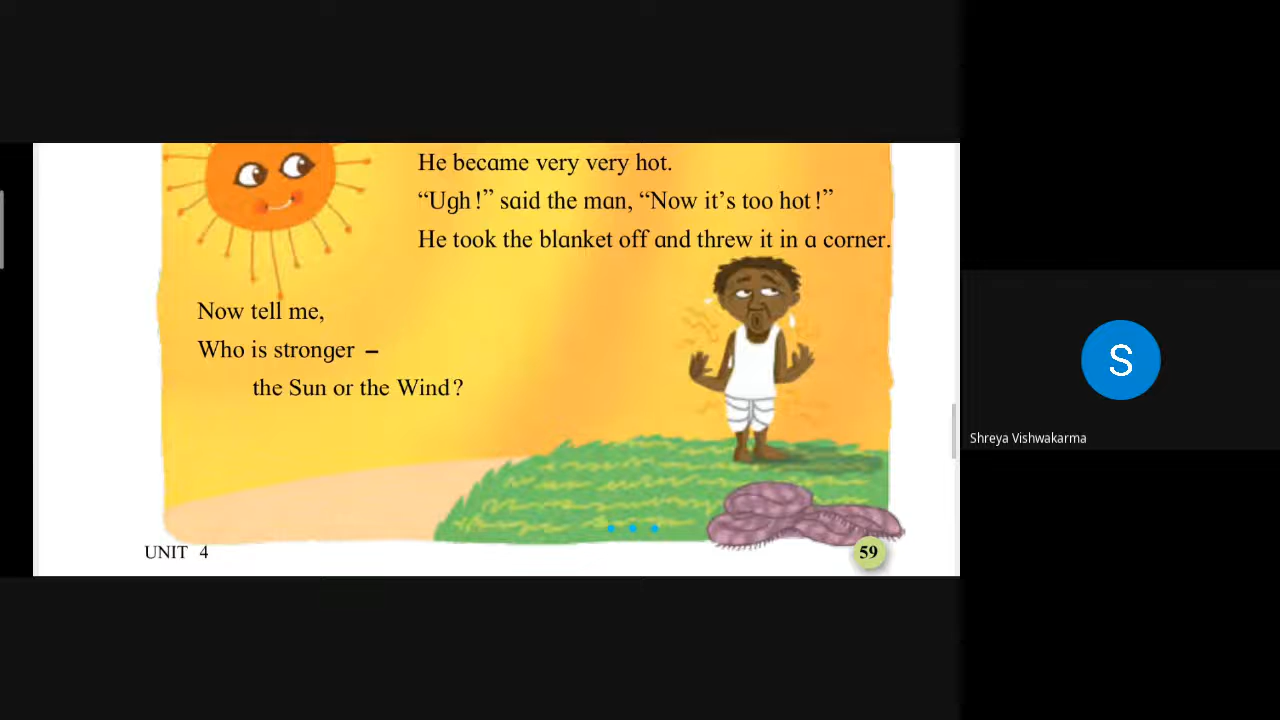 He became very very hot.
“Ugh!” said the man, “Now it’s too hot!”
He took the blanket off and threw it in a corner.
Now tell me,
Who is stronger –
the Sun or the Wind?
UNIT 4
59
S
Shreya Vishwakarma